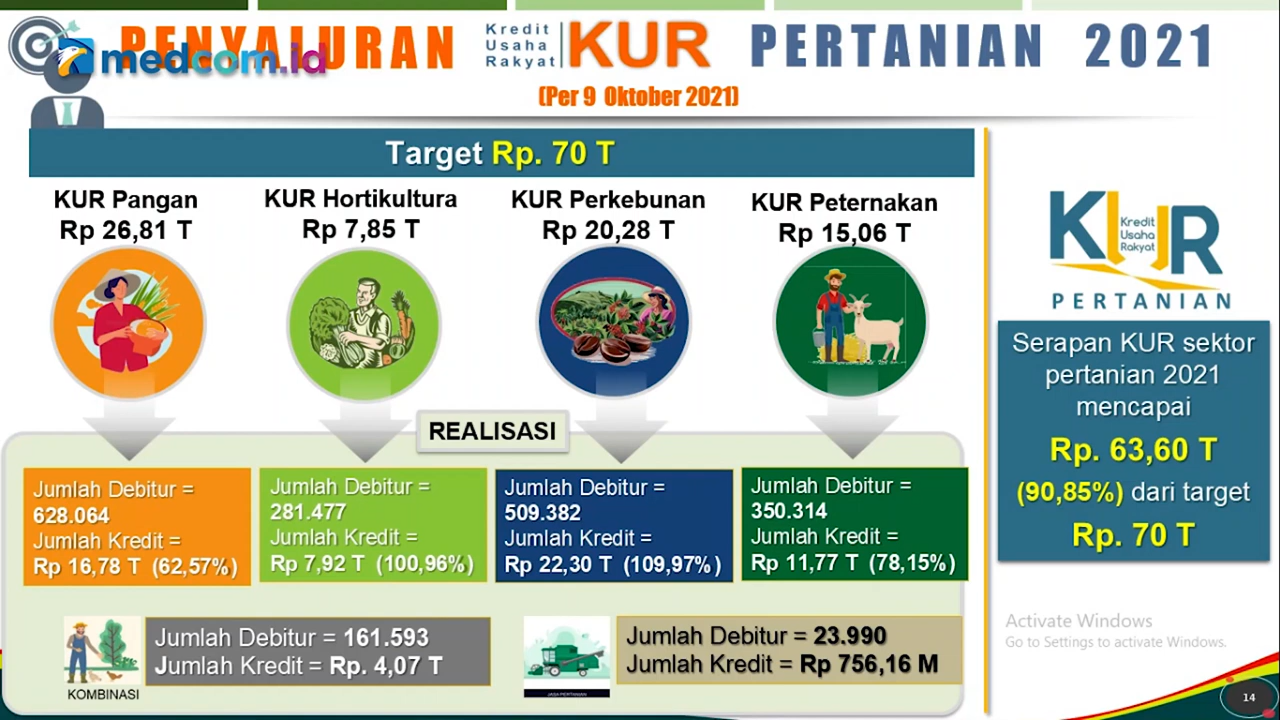 PENYALURAN
Kredit
Usaha
Rakyat
KUR
PERTANIAN 2021
medcom.id
(Per 9 Oktober 2021)
Target Rp. 70 T
KUR Pangan
Rp 26,81 T
KUR Hortikultura
Rp 7,85 T
KUR Perkebunan
Rp 20,28 T
KUR Peternakan
Rp 15,06 T
KUR
Kredit
Usaha
Rakyat
PERTANIAN
Serapan KUR sektor
pertanian 2021
mencapai
Rp. 63,60 T
(90,85%) dari target
Rp. 70 T
REALISASI
Jumlah Debitur =
628.064
Jumlah Kredit =
Rp 16,78 T (62,57%)
Jumlah Debitur =
281.477
Jumlah Kredit =
Rp 7,92 T (100,96%)
Jumlah Debitur =
509.382
Jumlah Kredit =
Rp 22,30 T (109,97%)
Jumlah Debitur =
350.314
Jumlah Kredit =
Rp 11,77 T (78,15%)
KOMBINASI
Jumlah Debitur = 161.593
Jumlah Kredit = Rp. 4,07 T
JASA PERTANIAN
Jumlah Debitur = 23.990
Jumlah Kredit = Rp 756,16 M
Activate Windows
Go to Settings to activate Windows.
14